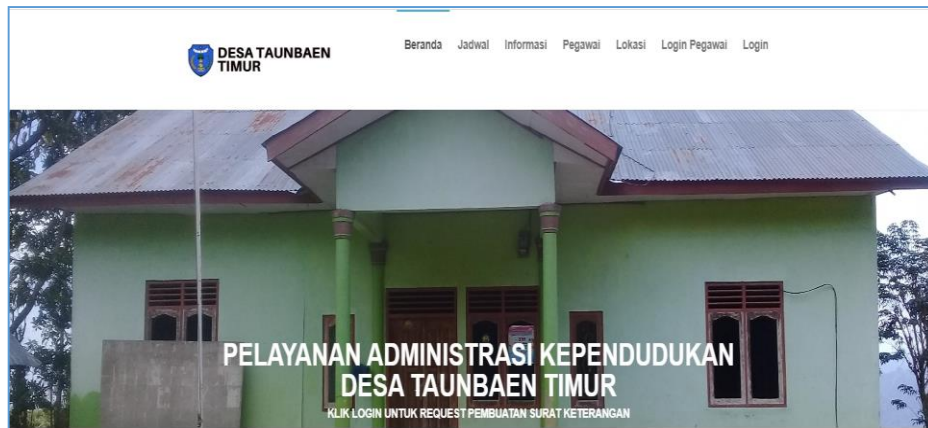 DESA TAUNBAEN
TIMUR
Beranda Jadwal Informasi Pegawai Lokasi Login Pegawai Login
PELAYANAN ADMINISTRASI KEPENDUDUKAN
DESA TAUNBAEN TIMUR
KLIK LOGIN UNTUK REQUEST PEMBUATAN SURAT KETERANGAN